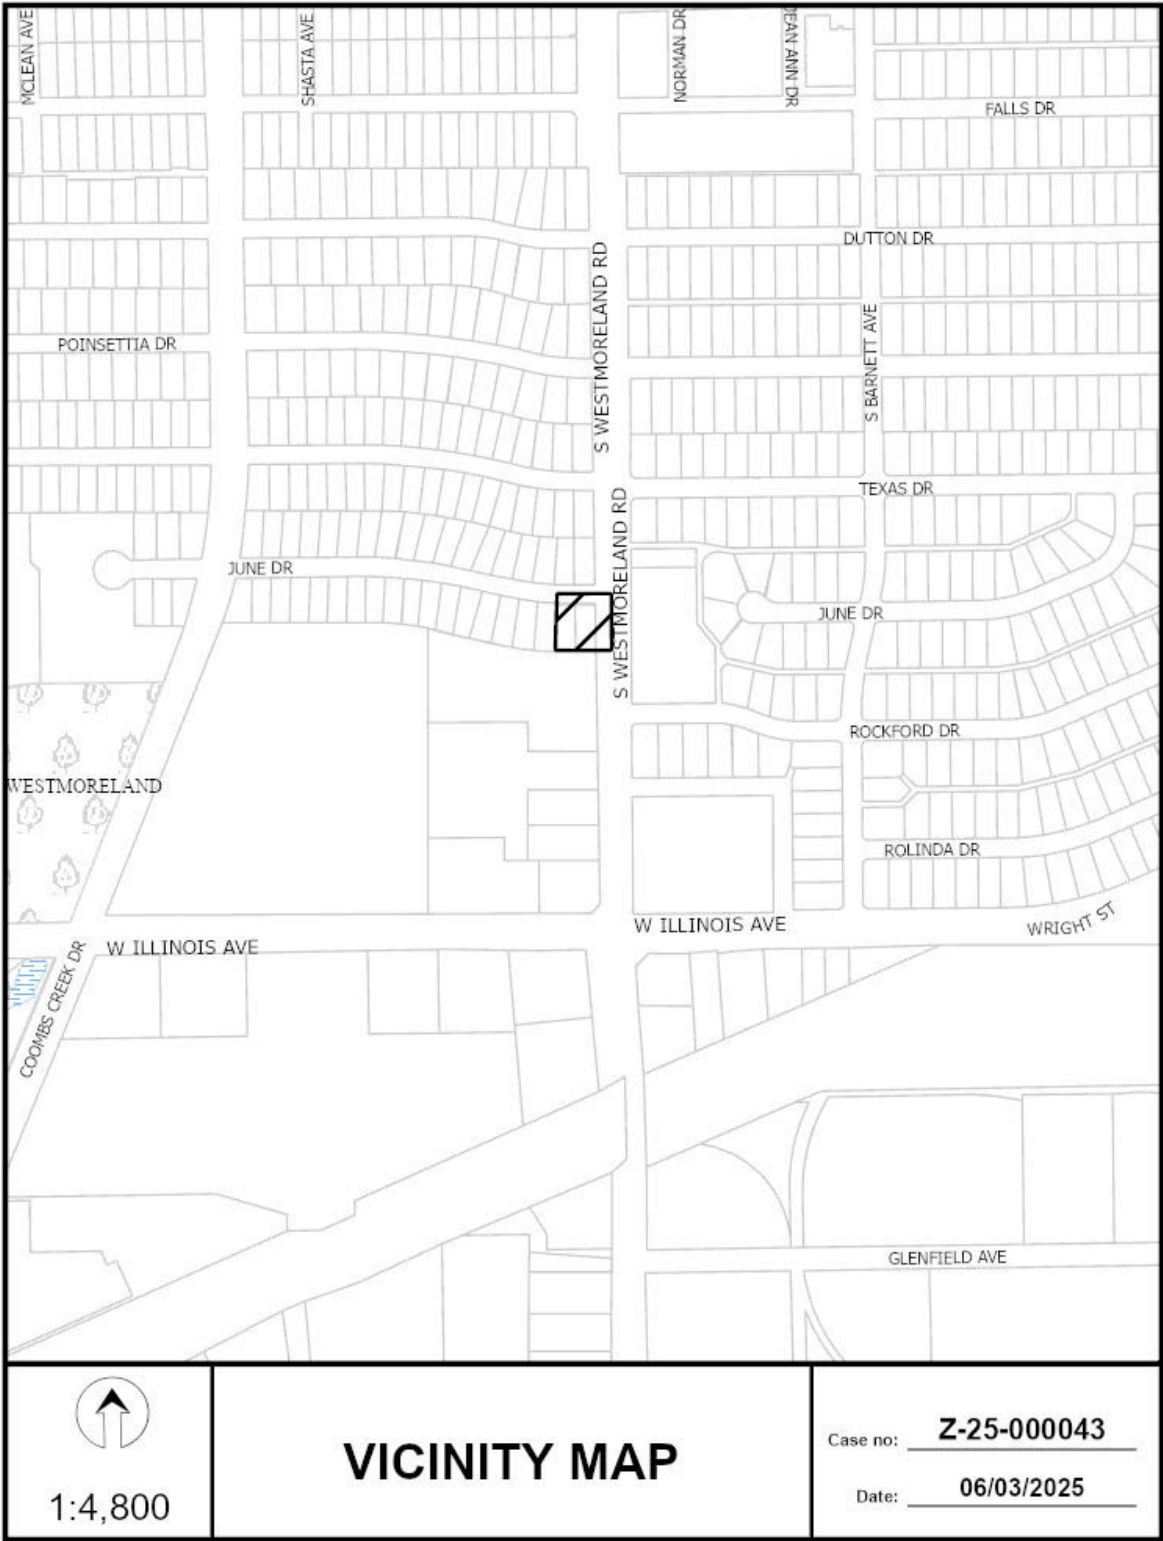 MCLEAN AVE
SHASTA AVE
NORMAN DR
JEAN ANN DR
FALLS DR
DUTTON DR
S WESTMORELAND RD
POINSETTIA DR
S BARNETT AVE
TEXAS DR
S WESTMORELAND RD
JUNE DR
JUNE DR
ROCKFORD DR
WESTMORELAND
ROLINDA DR
W ILLINOIS AVE
WRIGHT ST
W ILLINOIS AVE
COOMBS CREEK DR
GLENFIELD AVE
1:4,800
VICINITY MAP
Case no: Z-25-000043
Date: 06/03/2025